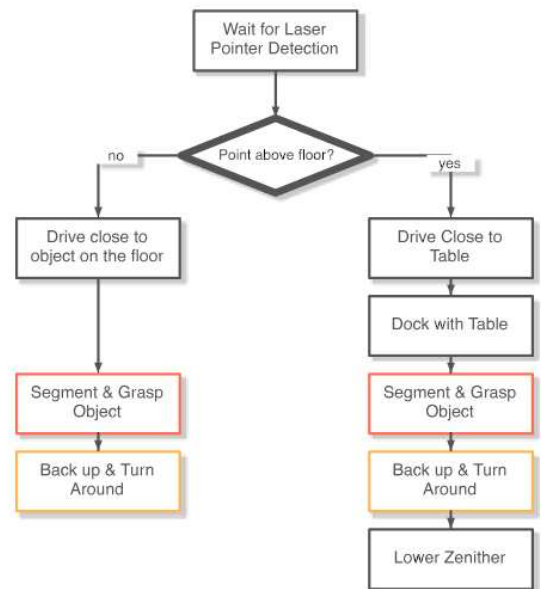 Wait for Laser
Pointer Detection
Point above floor?
no
yes
Drive close to
object on the floor
Drive Close to
Table
Dock with Table
Segment & Grasp
Object
Segment & Grasp
Object
Back up & Turn
Around
Back up & Turn
Around
Lower Zenither